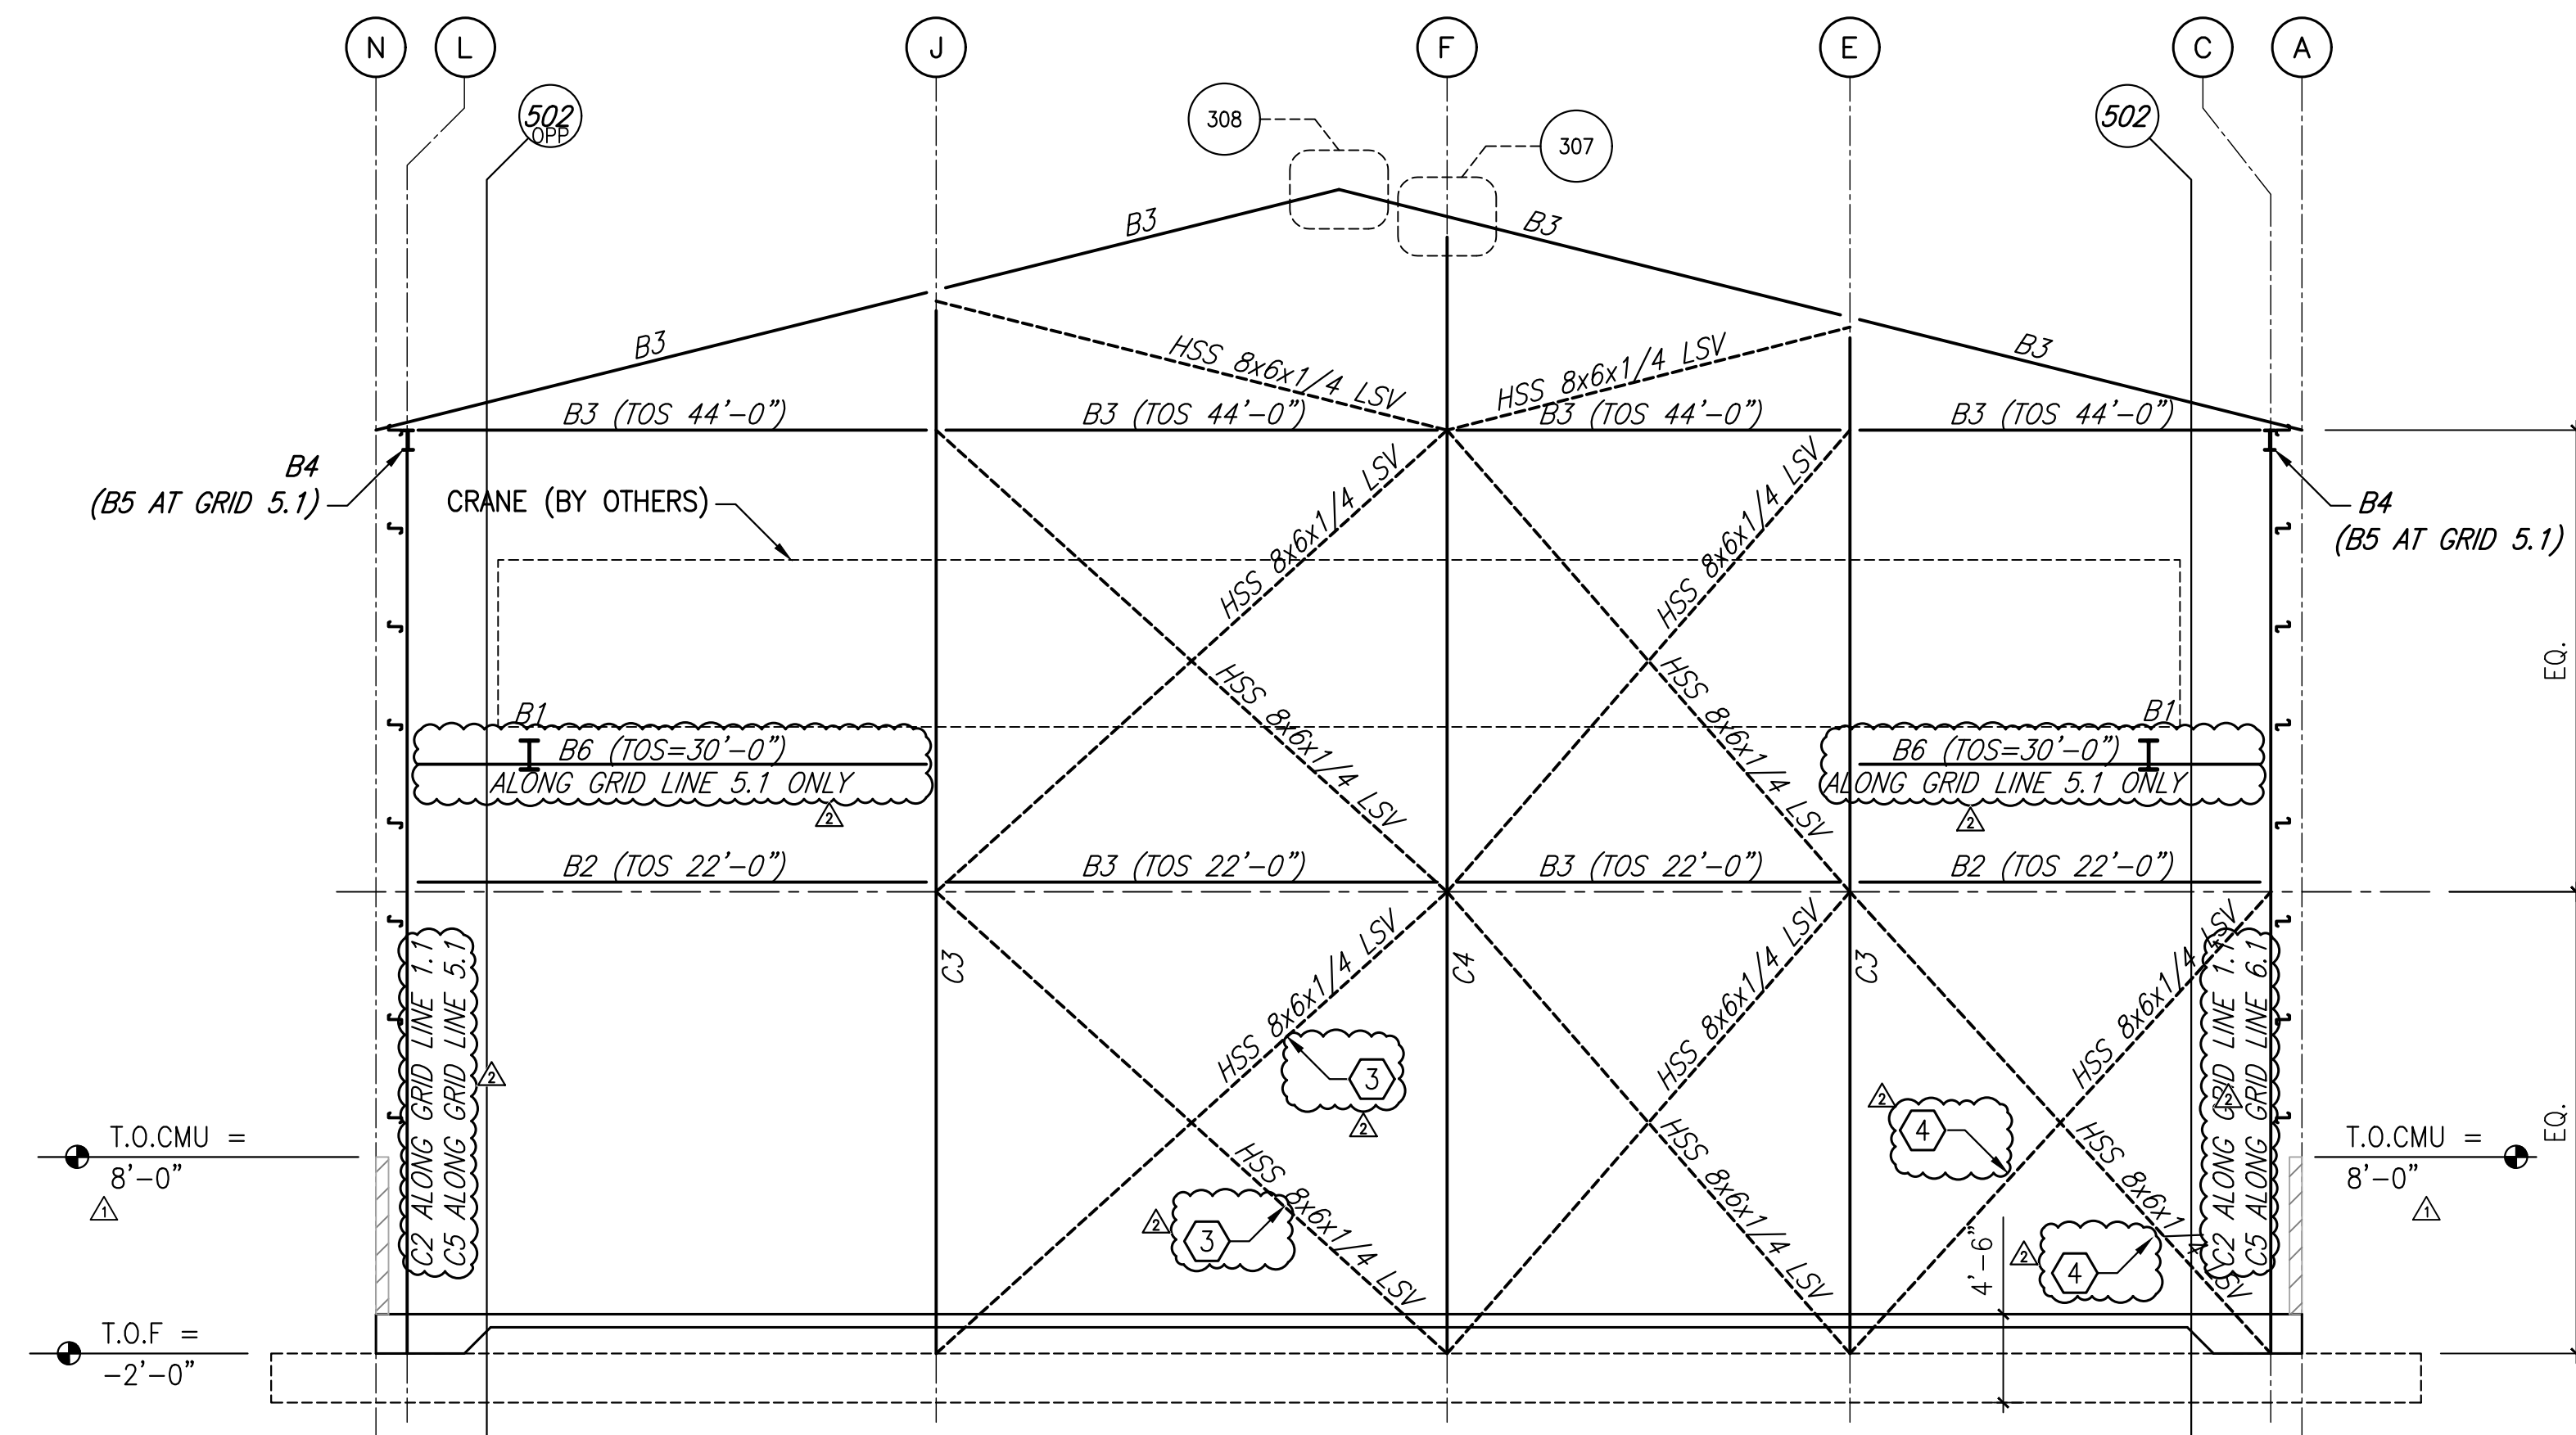 N
L
J
F
E
C
A
502
OPP
308
307
502
B3
B3
B3
B3
HSS 8x6x1/4 LSV
HSS 8x6x1/4 LSV
B3 (TOS 44'-0")
B3 (TOS 44'-0")
B3 (TOS 44'-0")
B3 (TOS 44'-0")
B4
(B5 AT GRID 5.1)
CRANE (BY OTHERS)
B4
(B5 AT GRID 5.1)
HSS 8x6x1/4 LSV
HSS 8x6x1/4 LSV
HSS 8x6x1/4 LSV
HSS 8x6x1/4 LSV
EQ.
B1
B6 (TOS=30'-0")
ALONG GRID LINE 5.1 ONLY
2
B1
B6 (TOS=30'-0")
ALONG GRID LINE 5.1 ONLY
2
B2 (TOS 22'-0")
B3 (TOS 22'-0")
B3 (TOS 22'-0")
B2 (TOS 22'-0")
C2 ALONG GRID LINE 1.1
C5 ALONG GRID LINE 5.1
2
C3
C4
C3
HSS 8x6x1/4 LSV
HSS 8x6x1/4 LSV
HSS 8x6x1/4 LSV
C2 ALONG GRID LINE 1.1
C5 ALONG GRID LINE 6.1
2
3
2
2
3
2
4
2
4
HSS 8x6x1/4 LSV
HSS 8x6x1/4 LSV
HSS 8x6x1
LSV
4'-6"
EQ.
T.O.CMU =
8'-0"
1
T.O.CMU =
8'-0"
1
T.O.F =
-2'-0"